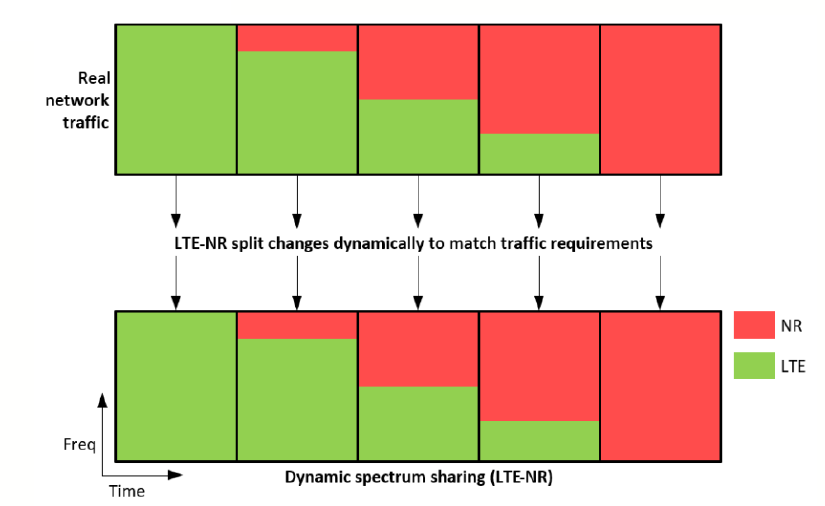 Real
network
traffic
LTE-NR split changes dynamically to match traffic requirements
NR
LTE
Freq
Time
Dynamic spectrum sharing (LTE-NR)